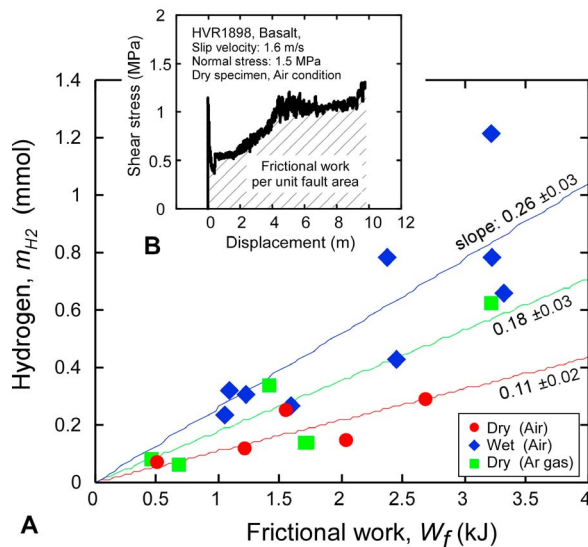 HVR1898, Basalt,
Slip velocity: 1.6 m/s
Normal stress: 1.5 MPa
Dry specimen, Air condition
Shear stress (MPa)
2
1.5
1
0.5
0
Frictional work
per unit fault area
0 2 4 6 8 10 12
Displacement (m)
B
Hydrogen, mH2 (mmol)
1.4
1.2
1.0
0.8
0.6
0.4
0.2
0
slope: 0.26 ±0.03
0.18 ±0.03
0.11 ±0.02
Dry (Air)
Wet (Air)
Dry (Ar gas)
0 0.5 1 1.5 2 2.5 3 3.5 4
Frictional work, Wf (kJ)
A